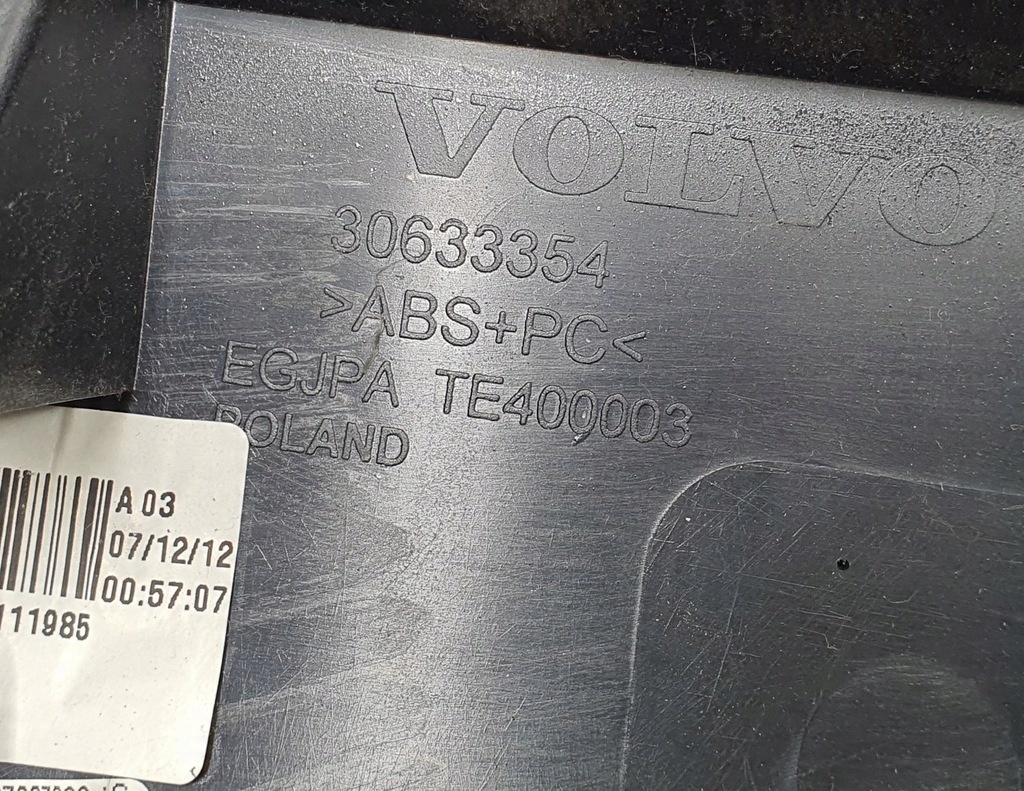 VOLVO
30633354
>ABS+PC<
EGJPA TE400003
POLAND
A 03
07/12/12
00:57:07
111985